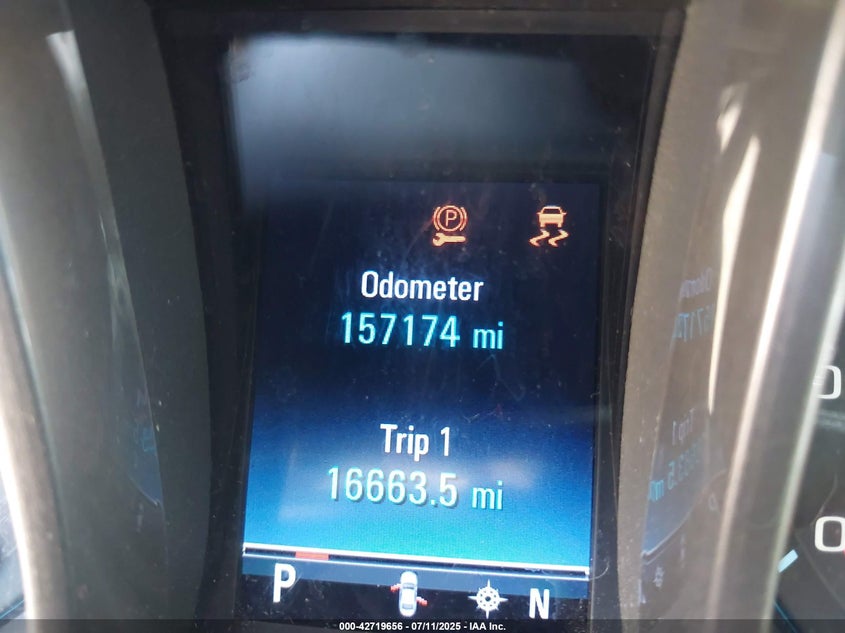 P
Odometer
157174 mi
Trip 1
16663.5 mi
P N
000-42719656 - 07/11/2025 - IAA Inc.